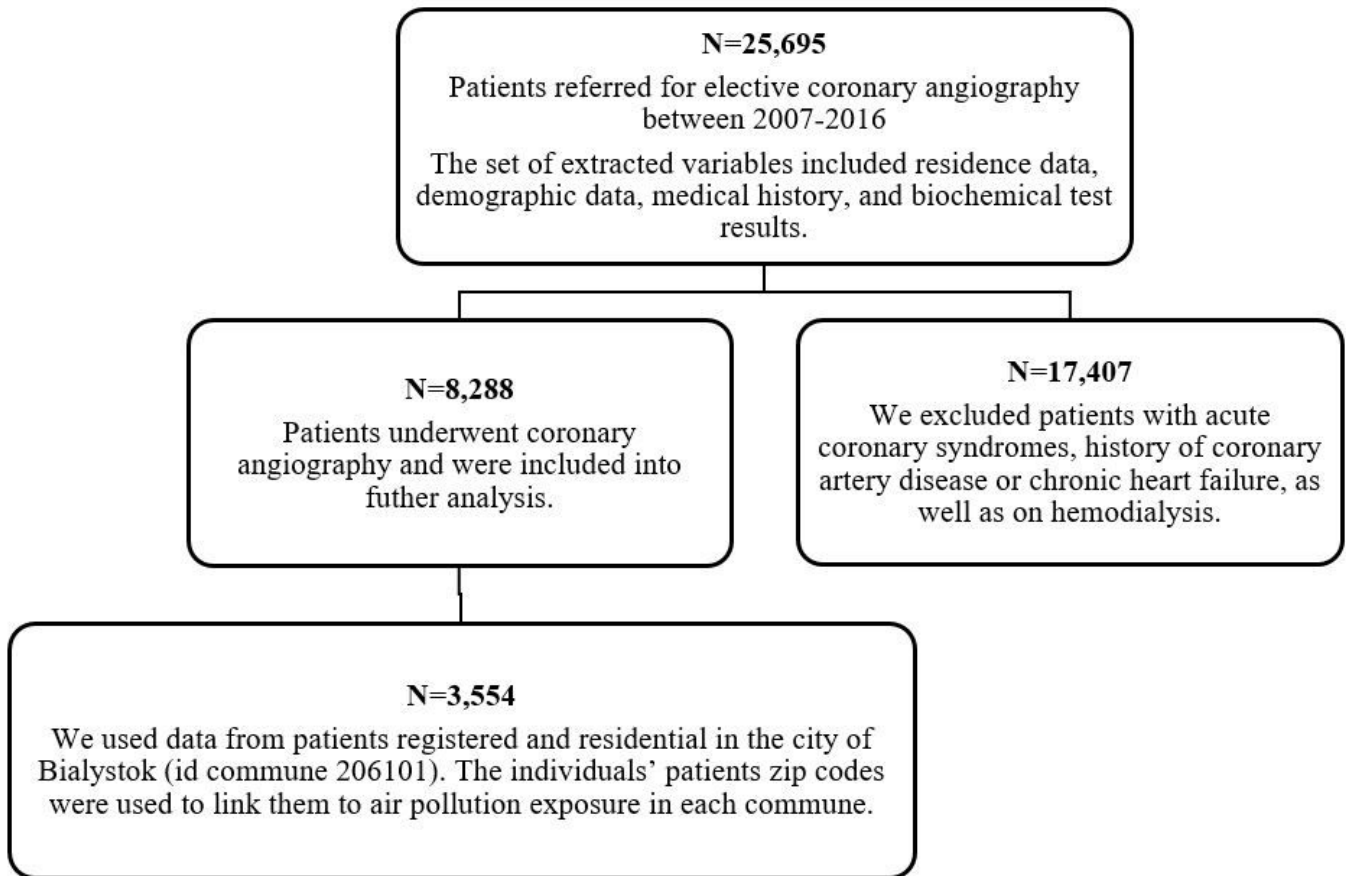 N=25,695
Patients referred for elective coronary angiography
between 2007-2016
The set of extracted variables included residence data,
demographic data, medical history, and biochemical test
results.
N=8,288
Patients underwent coronary
angiography and were included into
futher analysis.
N=17,407
We excluded patients with acute
coronary syndromes, history of coronary
artery disease or chronic heart failure, as
well as on hemodialysis.
N=3,554
We used data from patients registered and residential in the city of
Bialystok (id commune 206101). The individuals’ patients zip codes
were used to link them to air pollution exposure in each commune.